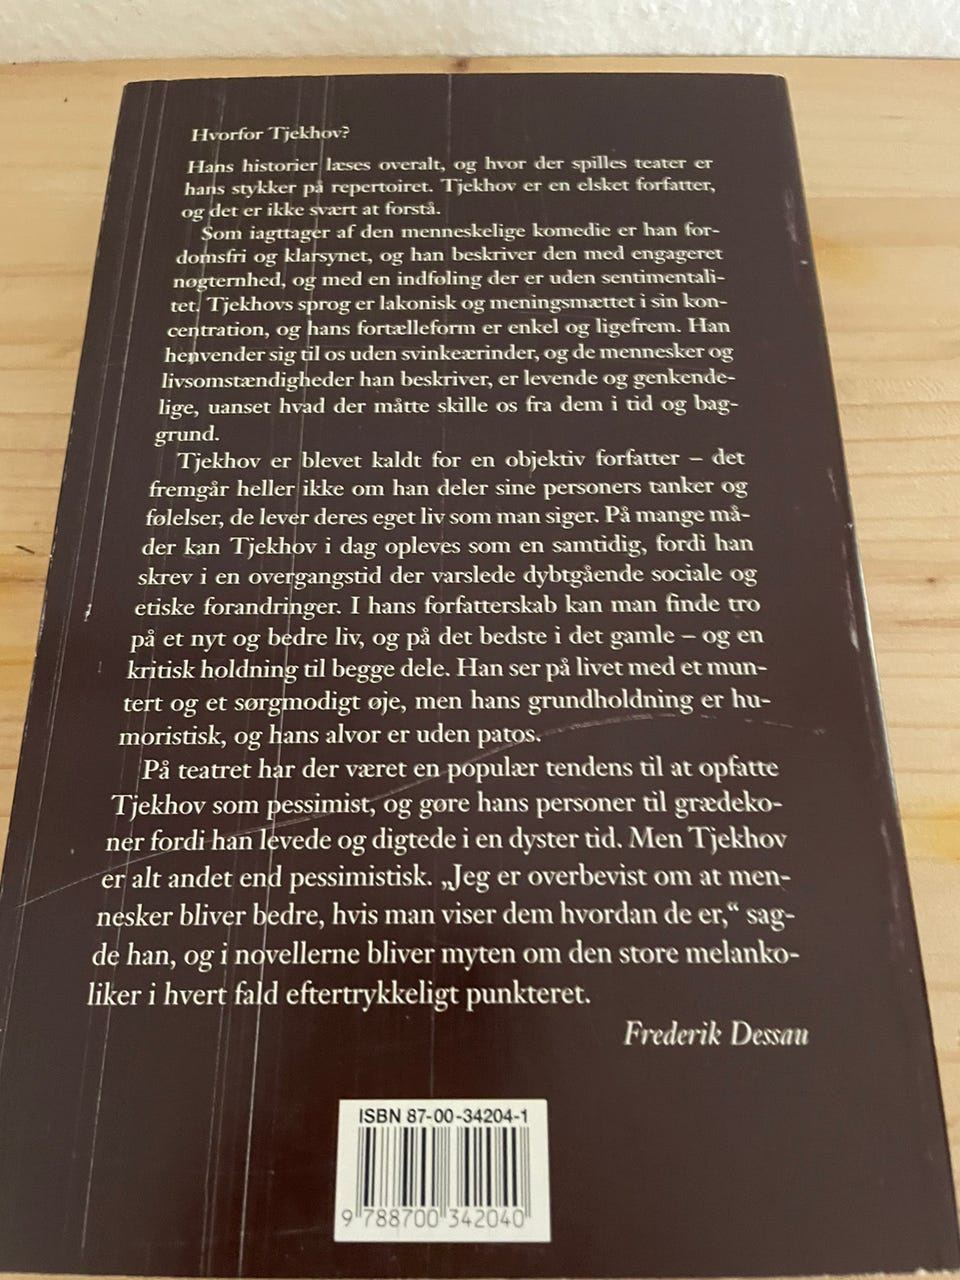 Hvorfor Tjekhov?
Hans historier læses overalt, og hvor der spilles teater er
hans stykker på repertoiret. Tjekhov er en elsket forfatter,
og det er ikke svært at forstå.
Som iagttager af den menneskelige komedie er han for-
domsfri og klarsynet, og han beskriver den med engageret
nøgternhed, og med en indføling der er uden sentimentali-
tet. Tjekhovs sprog er lakonisk og meningsmættet i sin kon-
centration, og hans fortælleform er enkel og ligefrem. Han
henvender sig til os uden svinkeærinder, og de mennesker og
livsomstændigheder han beskriver, er levende og genkende-
lige, uanset hvad der måtte skille os fra dem i tid og bag-
grund.
Tjekhov er blevet kaldt for en objektiv forfatter – det
fremgår heller ikke om han deler sine personers tanker og
følelser, de lever deres eget liv som man siger. På mange må-
der kan Tjekhov i dag opleves som en samtidig, fordi han
skrev i en overgangstid der varslede dybtgående sociale og
etiske forandringer. I hans forfatterskab kan man finde tro
på et nyt og bedre liv, og på det bedste i det gamle – og en
kritisk holdning til begge dele. Han ser på livet med et mun-
tert og et sørgmodigt øje, men hans grundholdning er hu-
moristisk, og hans alvor er uden patos.
På teatret har der været en populær tendens til at opfatte
Tjekhov som pessimist, og gøre hans personer til grædeko-
ner fordi han levede og digtede i en dyster tid. Men Tjekhov
er alt andet end pessimistisk. „Jeg er overbevist om at men-
nesker bliver bedre, hvis man viser dem hvordan de er,“ sag-
de han, og i novellerne bliver myten om den store melanko-
liker i hvert fald eftertrykkeligt punkteret.
Frederik Dessau
ISBN 87-00-34204-1
9 788700 342040